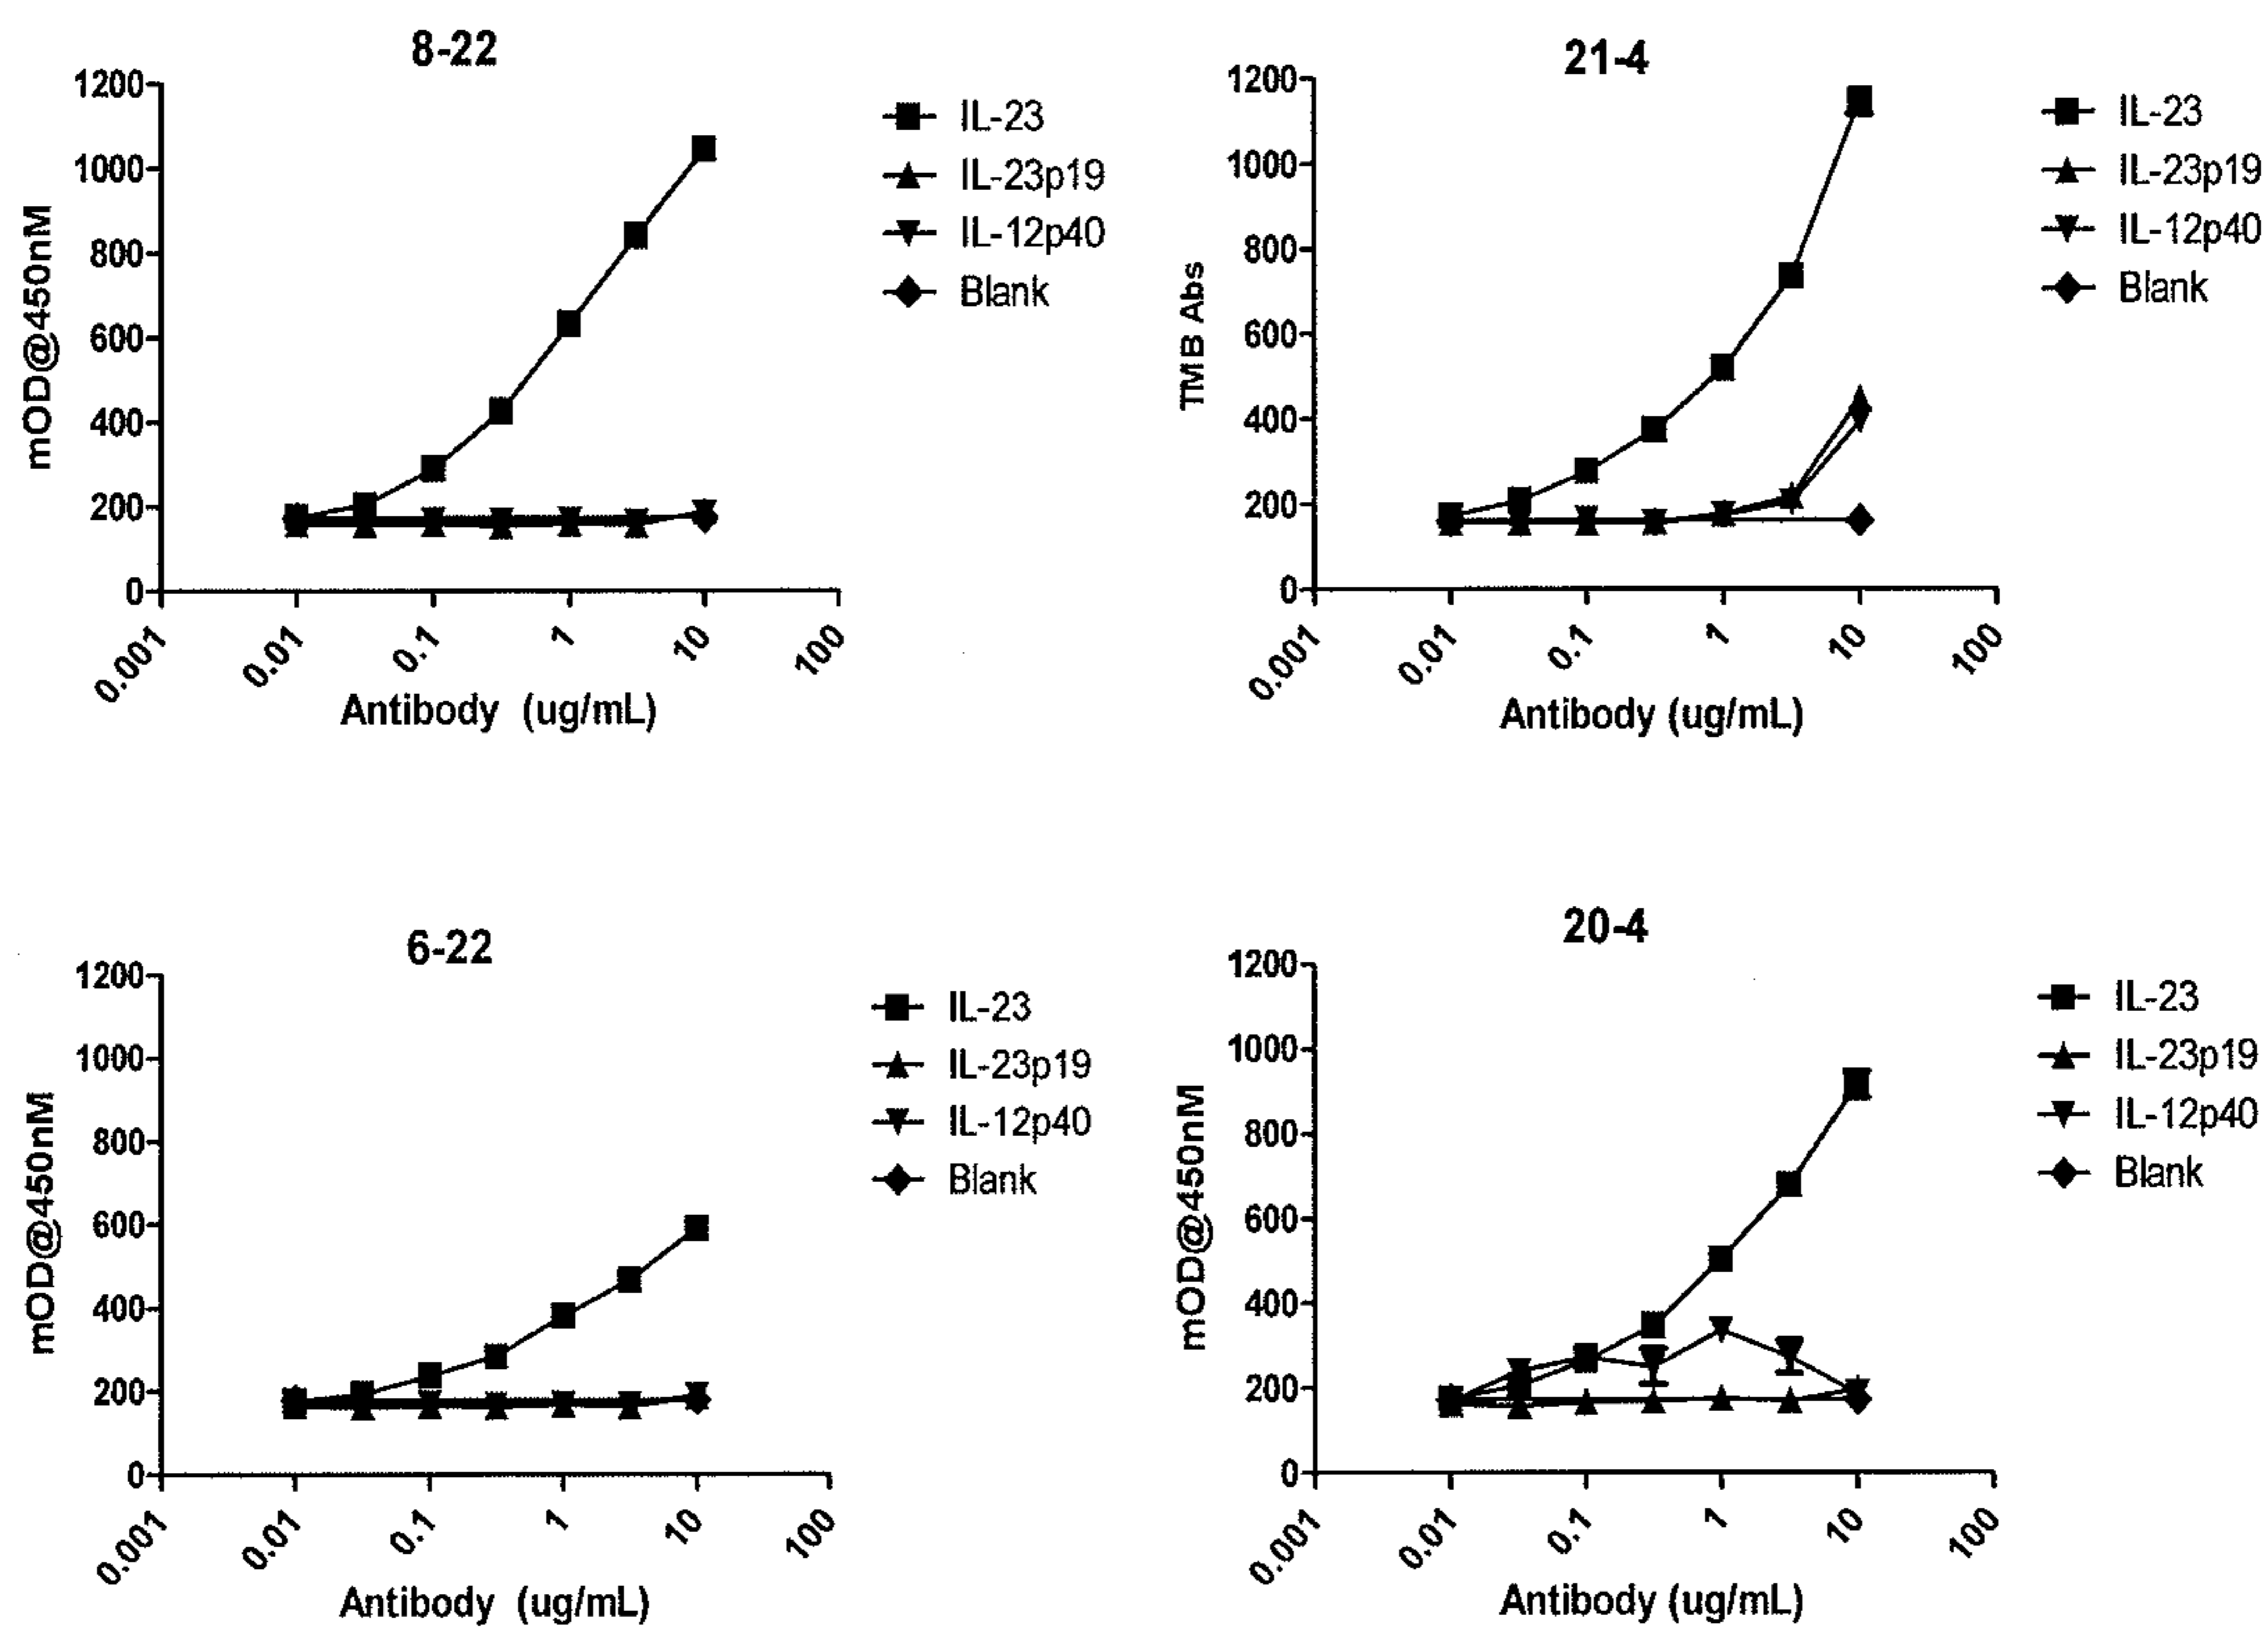 8-22
1200
1000
800
600
400
200
0
mOD@450nM
0.001
0.01
0.1
1
10
100
Antibody (ug/mL)
IL-23
IL-23p19
IL-12p40
Blank
21-4
1200
1000
800
600
400
200
0
TMB Abs
0.001
0.01
0.1
1
10
100
Antibody (ug/mL)
IL-23
IL-23p19
IL-12p40
Blank
6-22
1200
1000
800
600
400
200
0
mOD@450nM
0.001
0.01
0.1
1
10
100
Antibody (ug/mL)
IL-23
IL-23p19
IL-12p40
Blank
20-4
1200
1000
800
600
400
200
0
mOD@450nM
0.001
0.01
0.1
1
10
100
Antibody (ug/mL)
IL-23
IL-23p19
IL-12p40
Blank